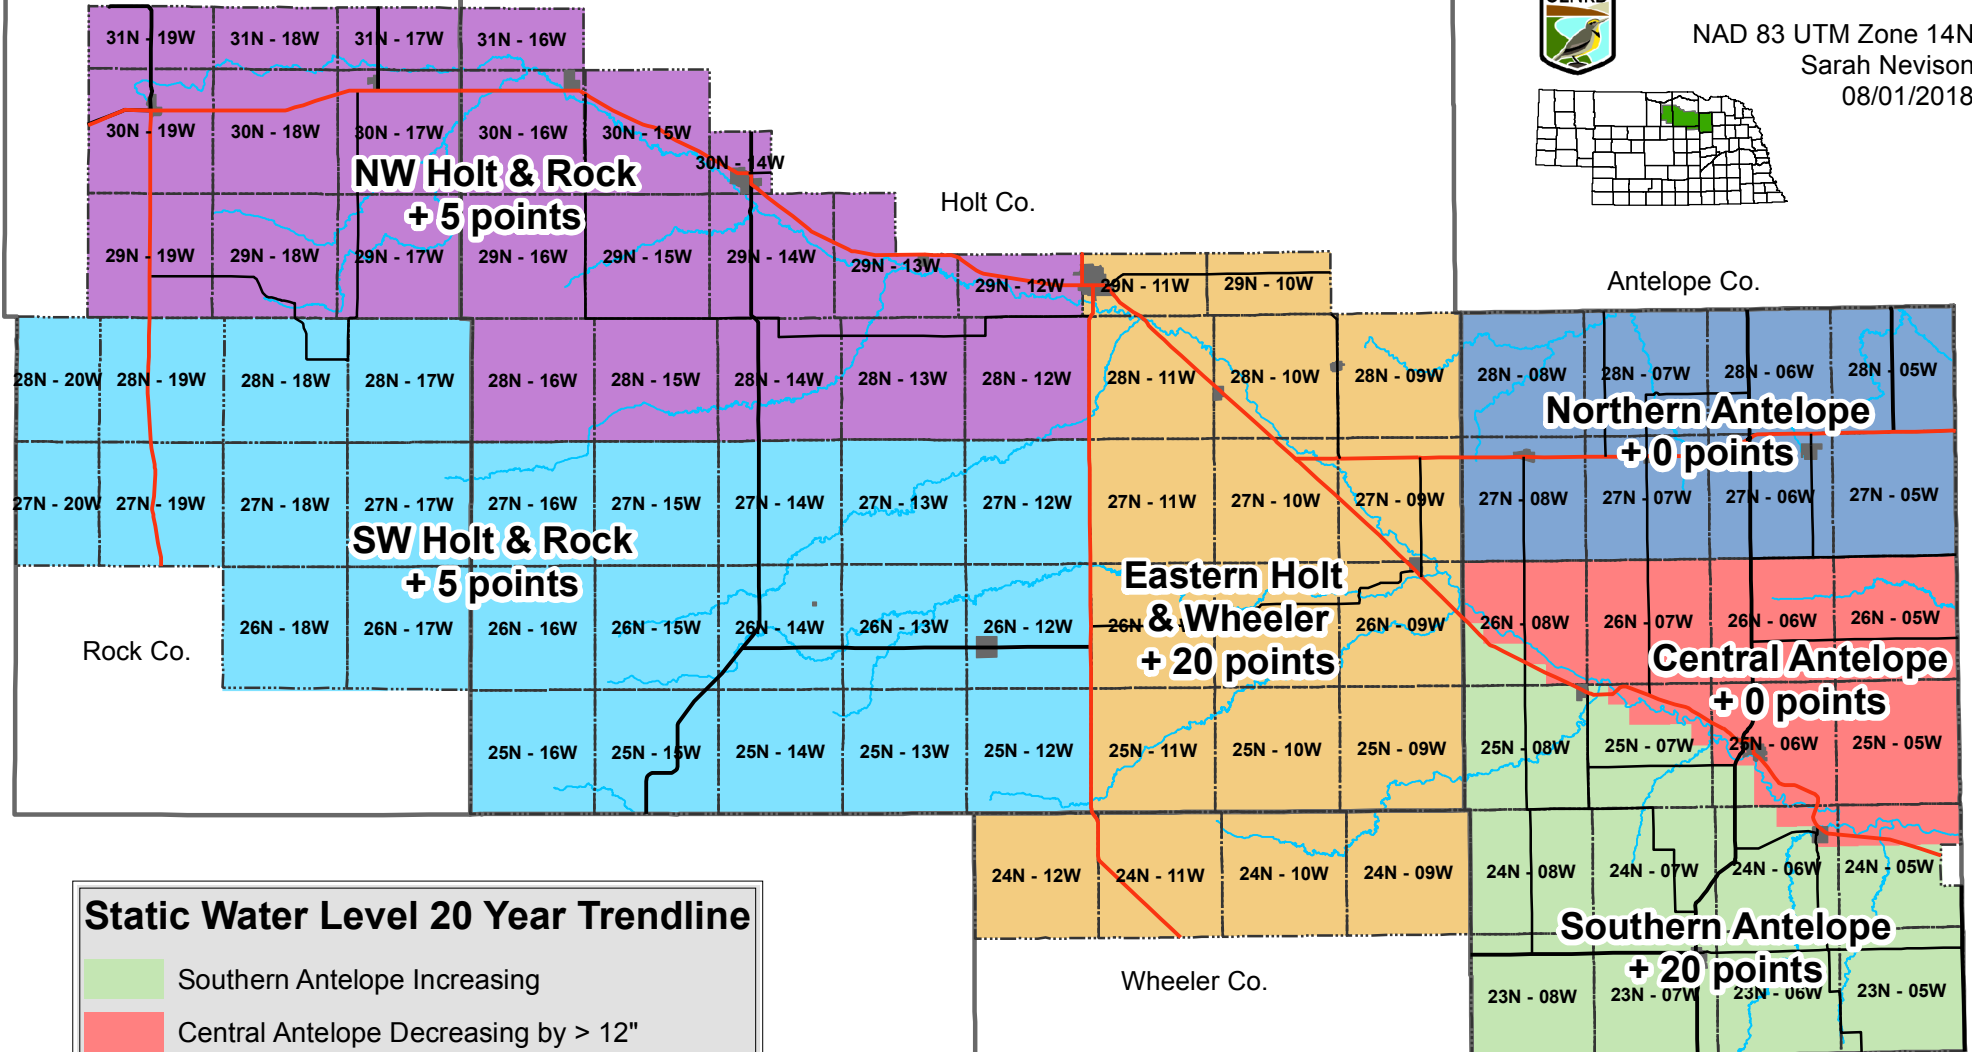 NAD 83 UTM Zone 14N
Sarah Nevison
08/01/2018
31N - 19W
31N - 18W
31N - 17W
31N - 16W
30N - 19W
30N - 18W
30N - 17W
30N - 16W
30N - 15W
30N - 14W
NW Holt & Rock
+ 5 points
Holt Co.
29N - 19W
29N - 18W
29N - 17W
29N - 16W
29N - 15W
29N - 14W
29N - 13W
29N - 12W
29N - 11W
29N - 10W
Antelope Co.
28N - 20W
28N - 19W
28N - 18W
28N - 17W
28N - 16W
28N - 15W
28N - 14W
28N - 13W
28N - 12W
28N - 11W
28N - 10W
28N - 09W
28N - 08W
28N - 07W
28N - 06W
28N - 05W
Northern Antelope
+ 0 points
27N - 20W
27N - 19W
27N - 18W
27N - 17W
27N - 16W
27N - 15W
27N - 14W
27N - 13W
27N - 12W
27N - 11W
27N - 10W
27N - 09W
27N - 08W
27N - 07W
27N - 06W
27N - 05W
SW Holt & Rock
+ 5 points
Eastern Holt
& Wheeler
+ 20 points
Rock Co.
26N - 18W
26N - 17W
26N - 16W
26N - 15W
26N - 14W
26N - 13W
26N - 12W
26N
26N - 09W
26N - 08W
26N - 07W
26N - 06W
26N - 05W
Central Antelope
+ 0 points
25N - 16W
25N - 15W
25N - 14W
25N - 13W
25N - 12W
25N - 11W
25N - 10W
25N - 09W
25N - 08W
25N - 07W
25N - 06W
25N - 05W
24N - 12W
24N - 11W
24N - 10W
24N - 09W
24N - 08W
24N - 07W
24N - 06W
24N - 05W
Southern Antelope
+ 20 points
Wheeler Co.
23N - 08W
23N - 07W
23N - 06W
23N - 05W
Static Water Level 20 Year Trendline
Southern Antelope Increasing
Central Antelope Decreasing by > 12"